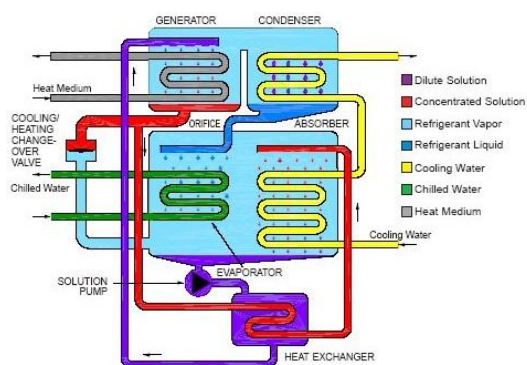 GENERATOR
CONDENSER
Heat Medium
COOLING/
HEATING
CHANGE-
OVER
VALVE
ORIFICE
ABSORBER
Chilled Water
Cooling Water
EVAPORATOR
SOLUTION
PUMP
HEAT EXCHANGER
Dilute Solution
Concentrated Solution
Refrigerant Vapor
Refrigerant Liquid
Cooling Water
Chilled Water
Heat Medium